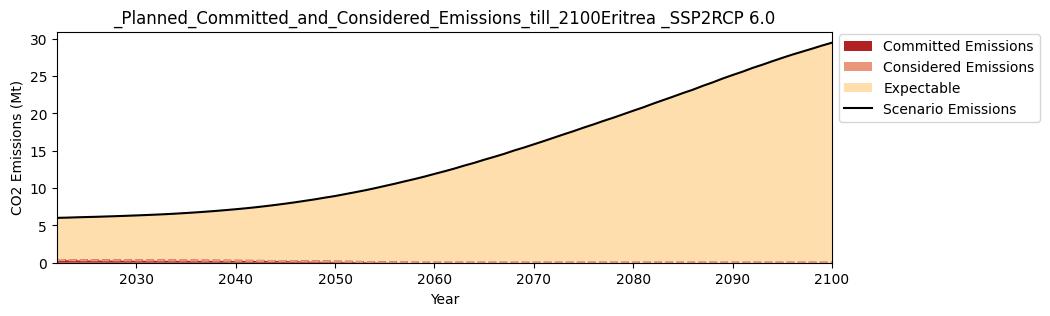 _Planned_Committed_and_Considered_Emissions_till_2100Eritrea _SSP2RCP 6.0
30
25
20
15
10
5
0
CO2 Emissions (Mt)
2030 2040 2050 2060 2070 2080 2090 2100
Year
Committed Emissions
Considered Emissions
Expectable
Scenario Emissions